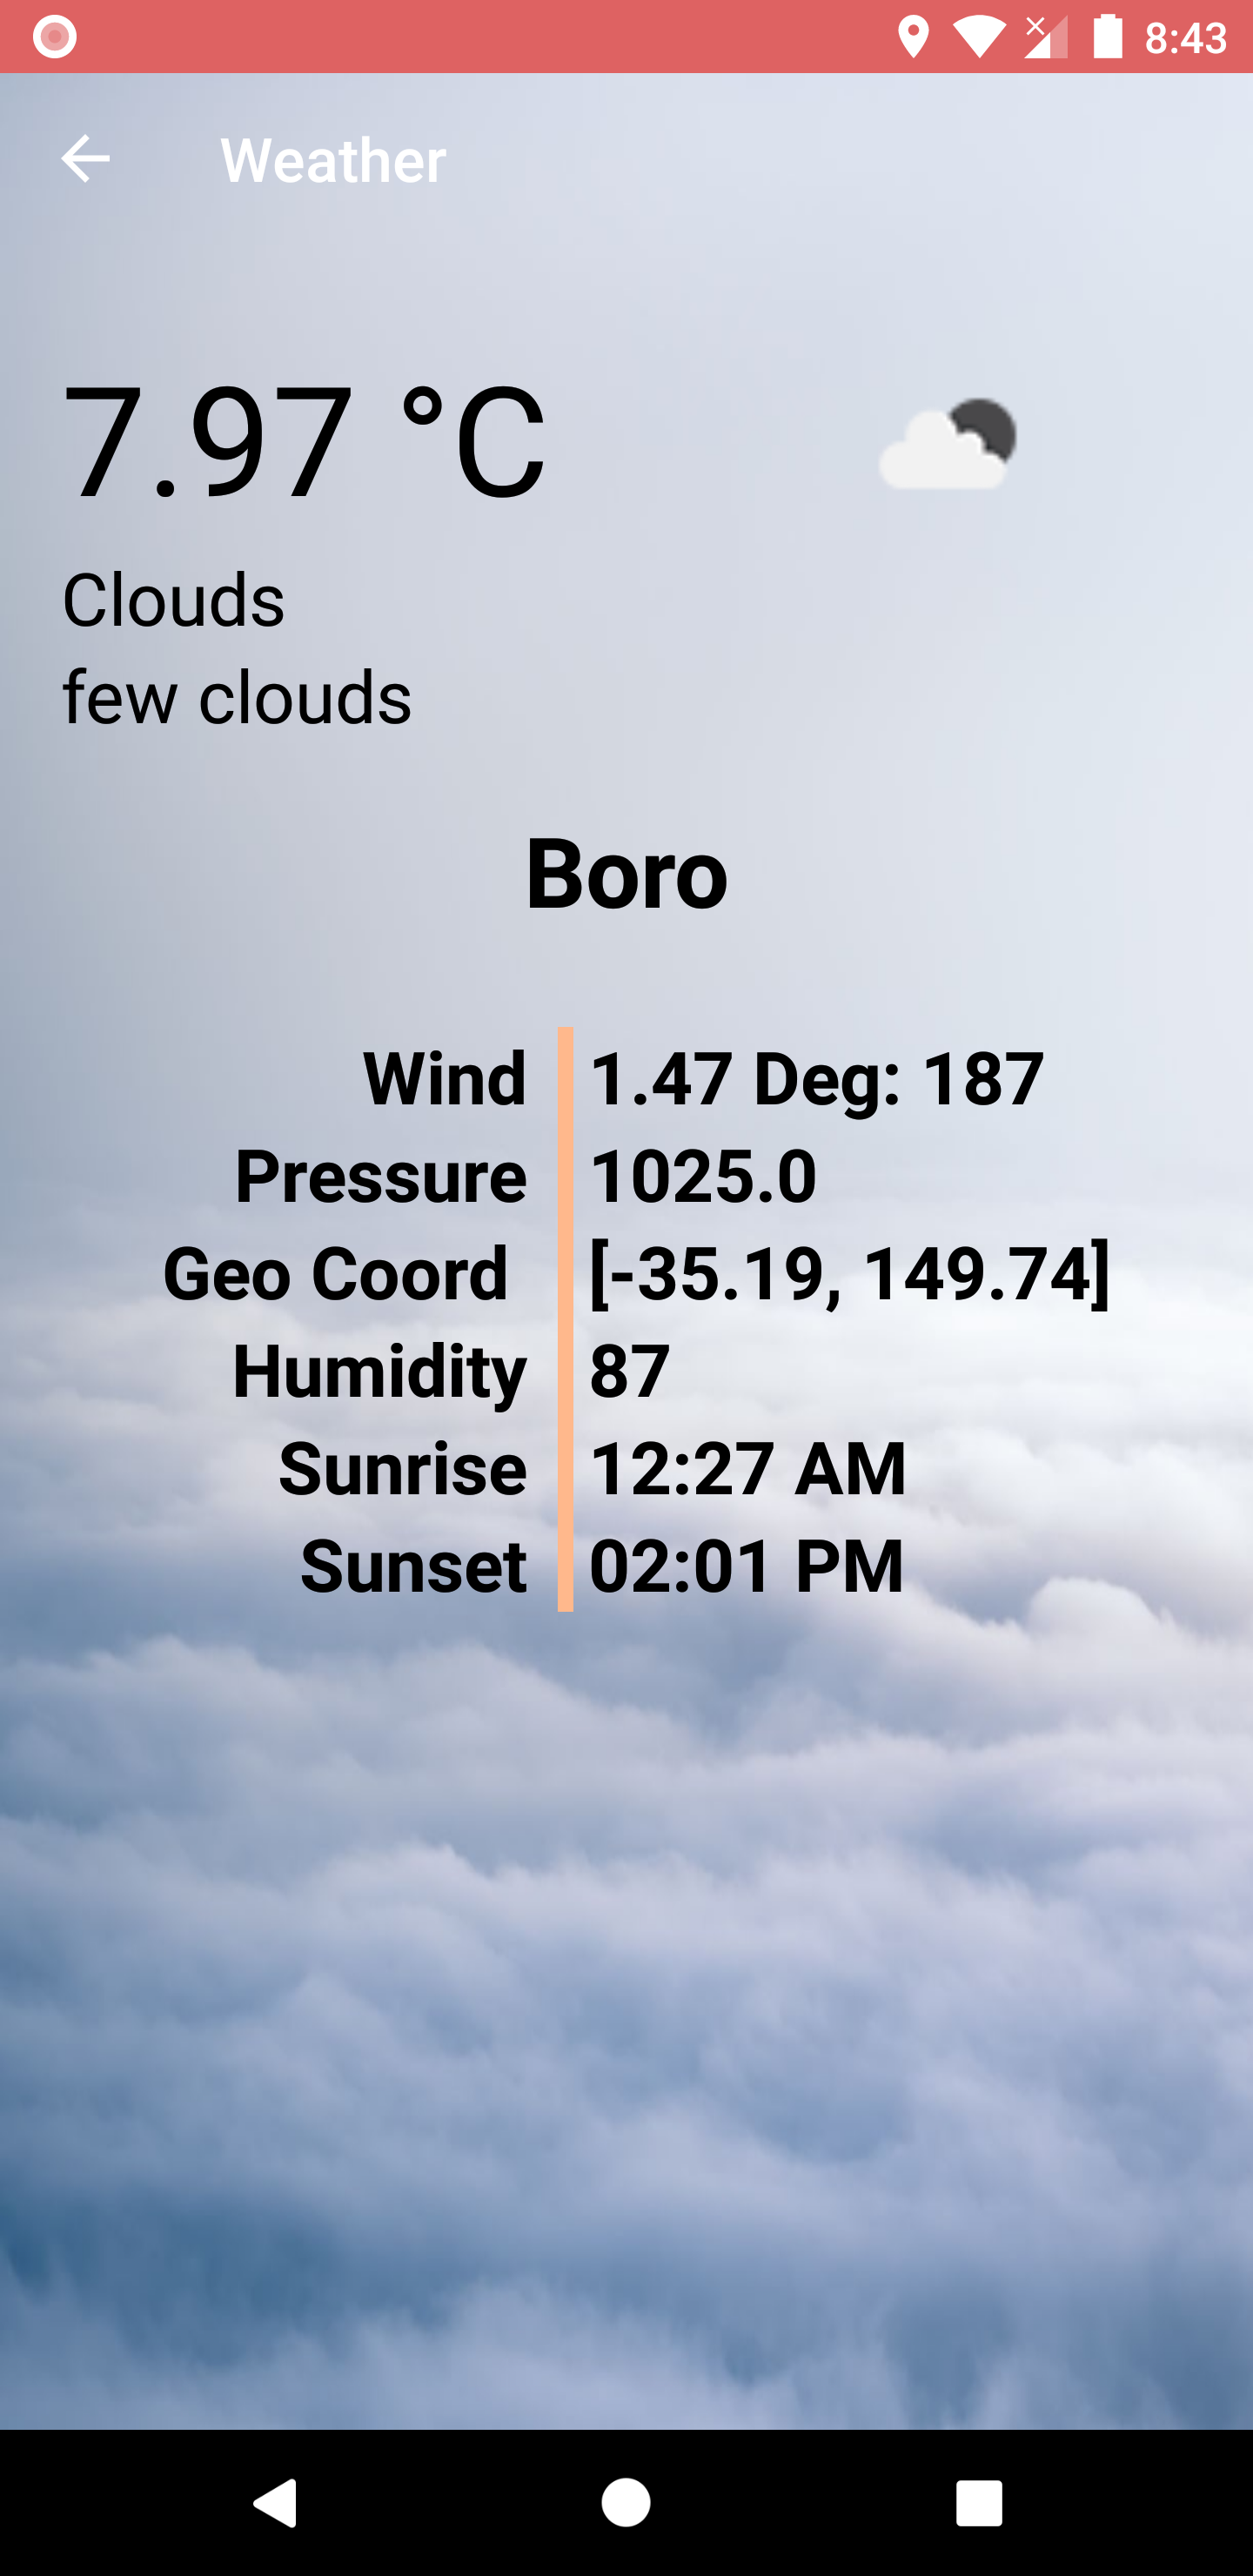 8:43
Weather
7.97 °C
Clouds
few clouds
Boro
Wind 1.47 Deg: 187
Pressure 1025.0
Geo Coord [-35.19, 149.74]
Humidity 87
Sunrise 12:27 AM
Sunset 02:01 PM